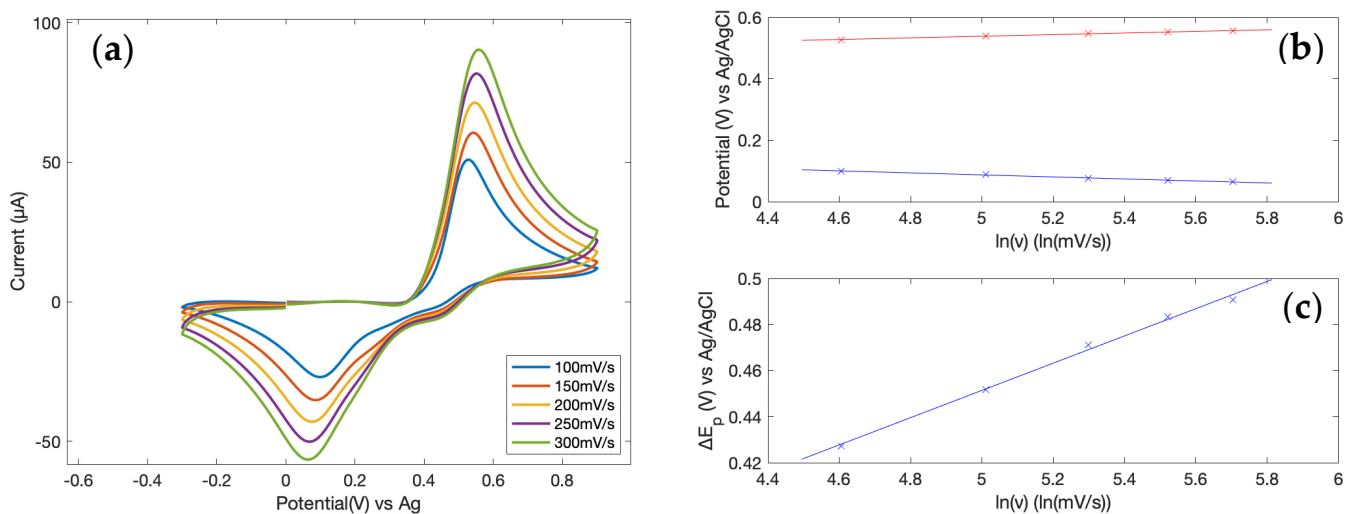 (a)
100
50
0
-50
Current (µA)
-0.6
-0.4
-0.2
0
0.2
0.4
0.6
0.8
Potential(V) vs Ag
100mV/s
150mV/s
200mV/s
250mV/s
300mV/s
(b)
0.6
0.4
0.2
0
Potential (V) vs Ag/AgCl
4.4
4.6
4.8
5
5.2
5.4
5.6
5.8
6
ln(v) (ln(mV/s))
(c)
0.5
0.48
0.46
0.44
0.42
ΔEp (V) vs Ag/AgCl
4.4
4.6
4.8
5
5.2
5.4
5.6
5.8
6
ln(v) (ln(mV/s))